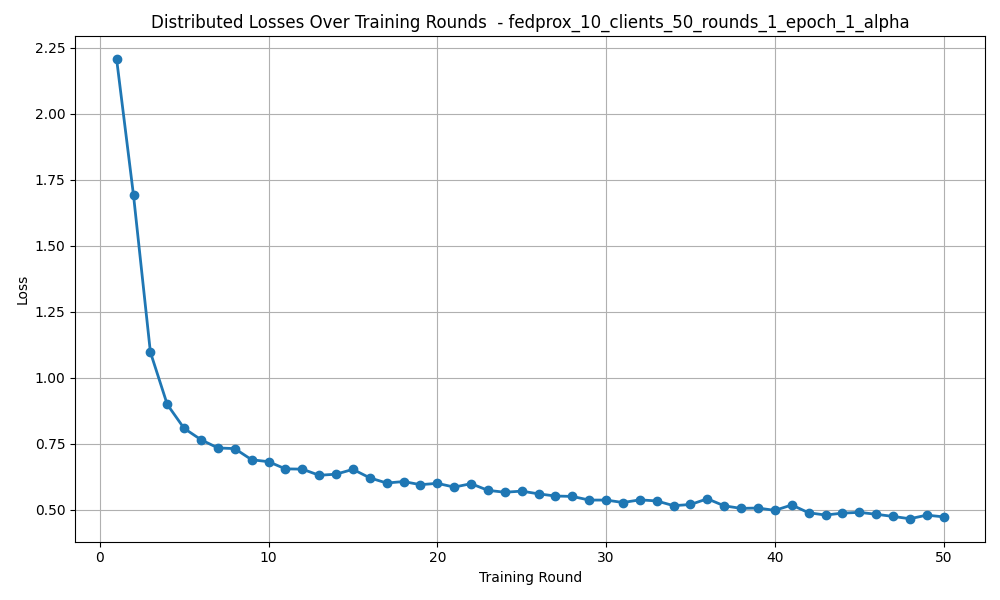 Distributed Losses Over Training Rounds  - fedprox_10_clients_50_rounds_1_epoch_1_alpha
2.25
2.00
1.75
1.50
1.25
1.00
0.75
0.50
Loss
0 10 20 30 40 50
Training Round